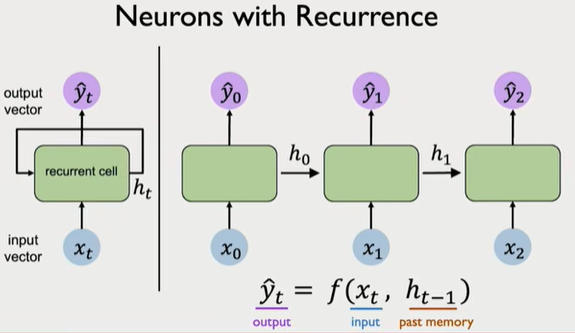 Neurons with Recurrence
output
vector
ŷt
recurrent cell
ht
input
vector
xt
ŷ0
ŷ1
ŷ2
h0
h1
x0
x1
x2
ŷt = f(xt, ht−1)
output input past memory